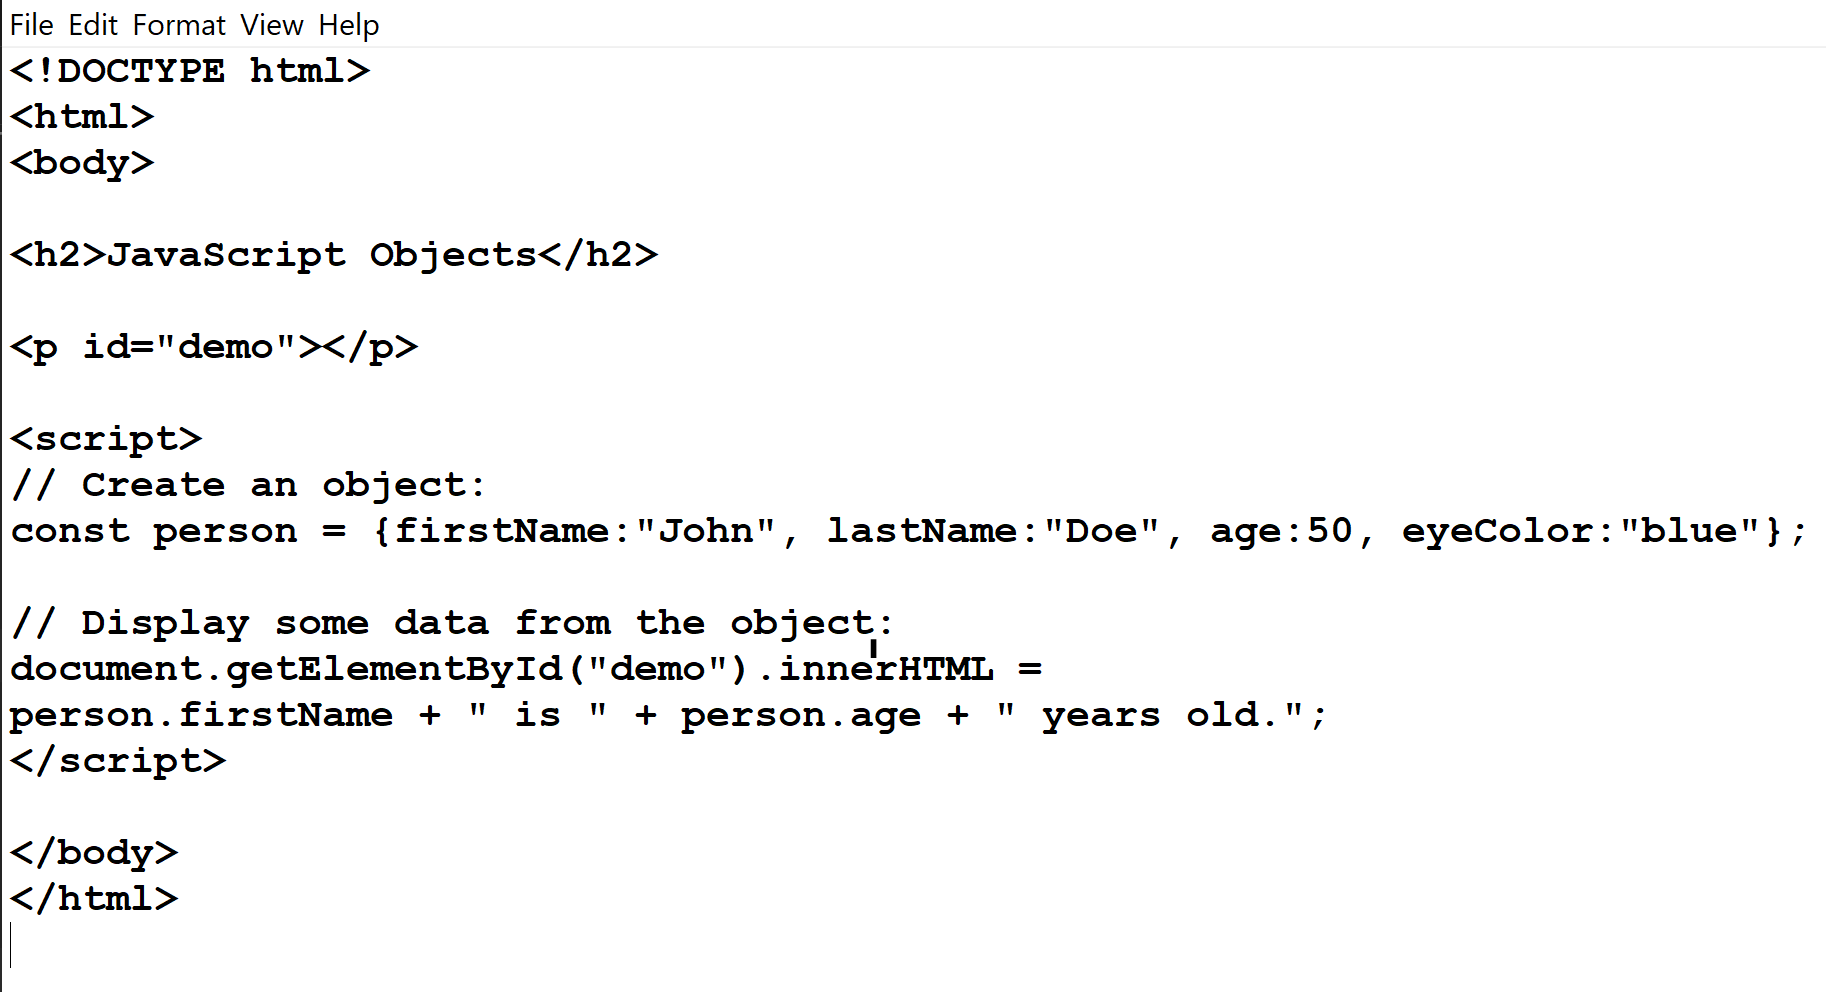 File Edit Format View Help
<!DOCTYPE html>
<html>
<body>
<h2>JavaScript Objects</h2>
<p id="demo"></p>
<script>
// Create an object:
const person = {firstName:"John", lastName:"Doe", age:50, eyeColor:"blue"};
// Display some data from the object:
document.getElementById("demo").innerHTML =
person.firstName + " is " + person.age + " years old.";
</script>
</body>
</html>